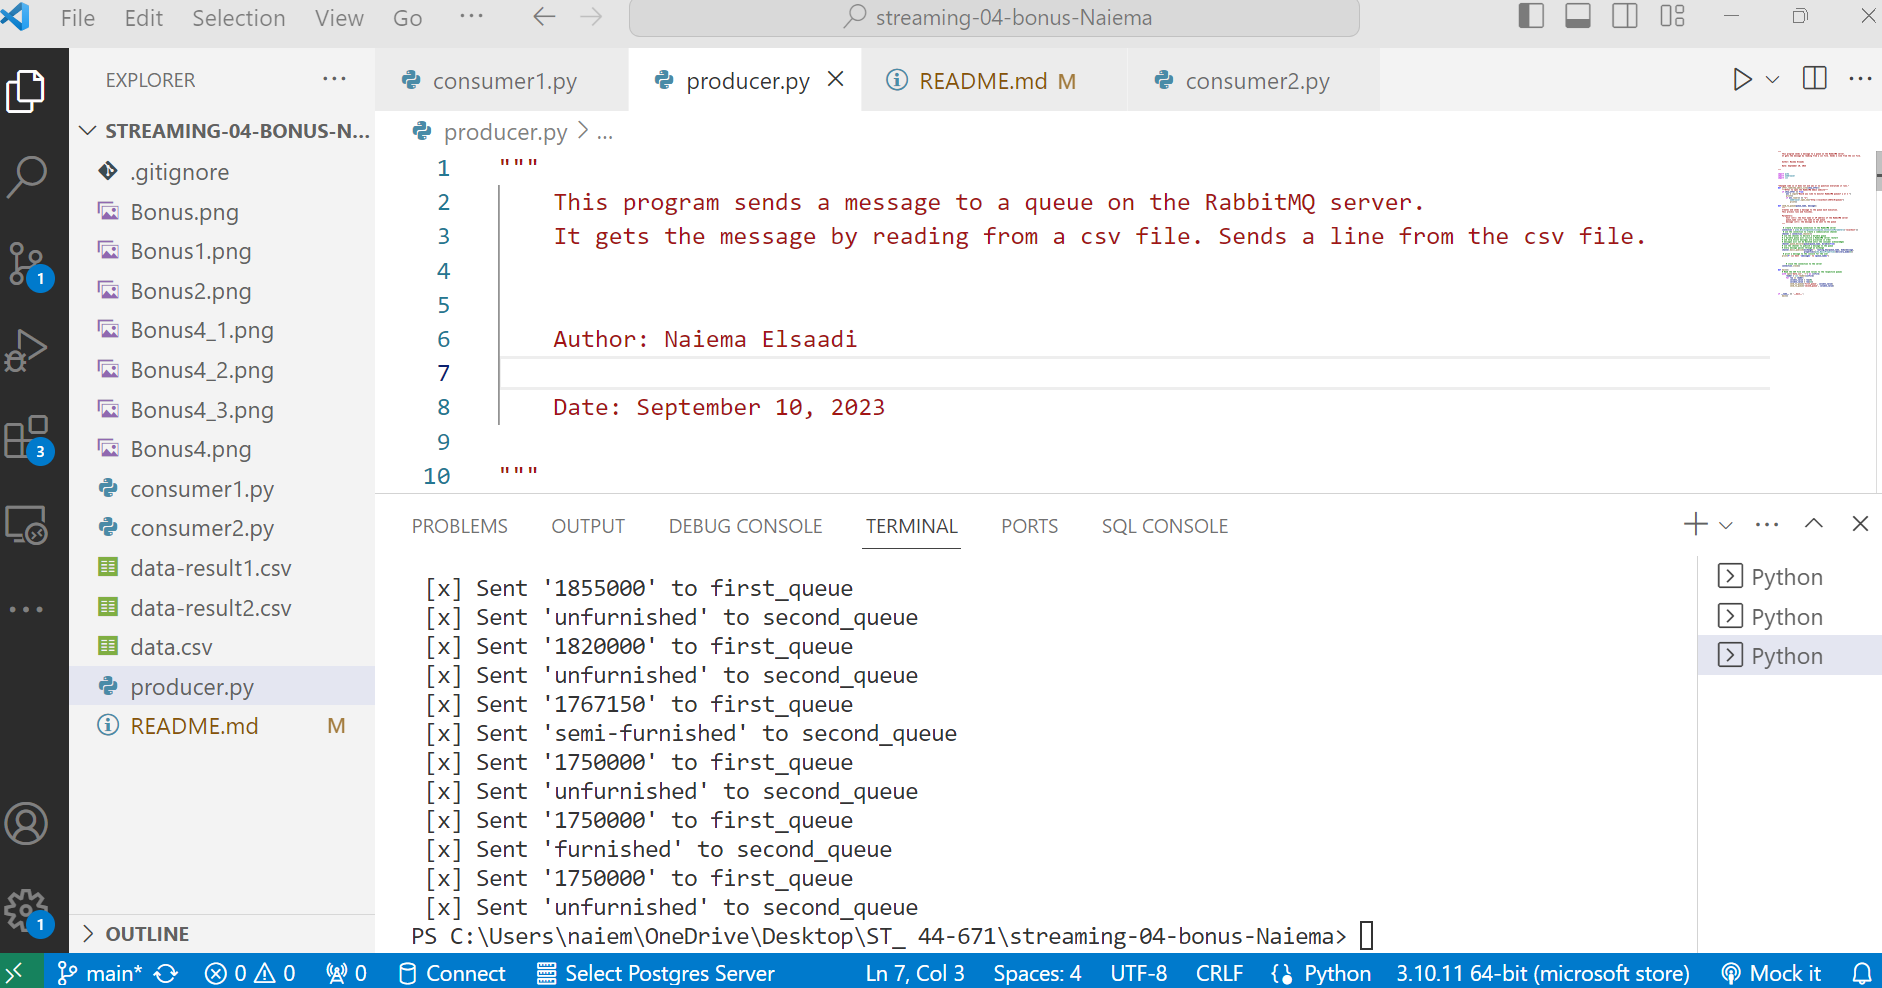 File Edit Selection View Go ··· streaming-04-bonus-Naiema
EXPLORER ···
consumer1.py producer.py README.md M consumer2.py ···
STREAMING-04-BONUS-N...
.gitignore
Bonus.png
Bonus1.png
Bonus2.png
Bonus4_1.png
Bonus4_2.png
Bonus4_3.png
Bonus4.png
consumer1.py
consumer2.py
data-result1.csv
data-result2.csv
data.csv
producer.py
README.md M
OUTLINE
1
3
1
producer.py > ...
1 """
2 This program sends a message to a queue on the RabbitMQ server.
3 It gets the message by reading from a csv file. Sends a line from the csv file.
4
5
6 Author: Naiema Elsaadi
7
8 Date: September 10, 2023
9
10 """
PROBLEMS OUTPUT DEBUG CONSOLE TERMINAL PORTS SQL CONSOLE
[x] Sent '1855000' to first_queue
[x] Sent 'unfurnished' to second_queue
[x] Sent '1820000' to first_queue
[x] Sent 'unfurnished' to second_queue
[x] Sent '1767150' to first_queue
[x] Sent 'semi-furnished' to second_queue
[x] Sent '1750000' to first_queue
[x] Sent 'unfurnished' to second_queue
[x] Sent '1750000' to first_queue
[x] Sent 'furnished' to second_queue
[x] Sent '1750000' to first_queue
[x] Sent 'unfurnished' to second_queue
PS C:\Users\naiem\OneDrive\Desktop\ST_ 44-671\streaming-04-bonus-Naiema>
Python
Python
Python
main* 0 0 0 Connect Select Postgres Server Ln 7, Col 3 Spaces: 4 UTF-8 CRLF Python 3.10.11 64-bit (microsoft store) Mock it